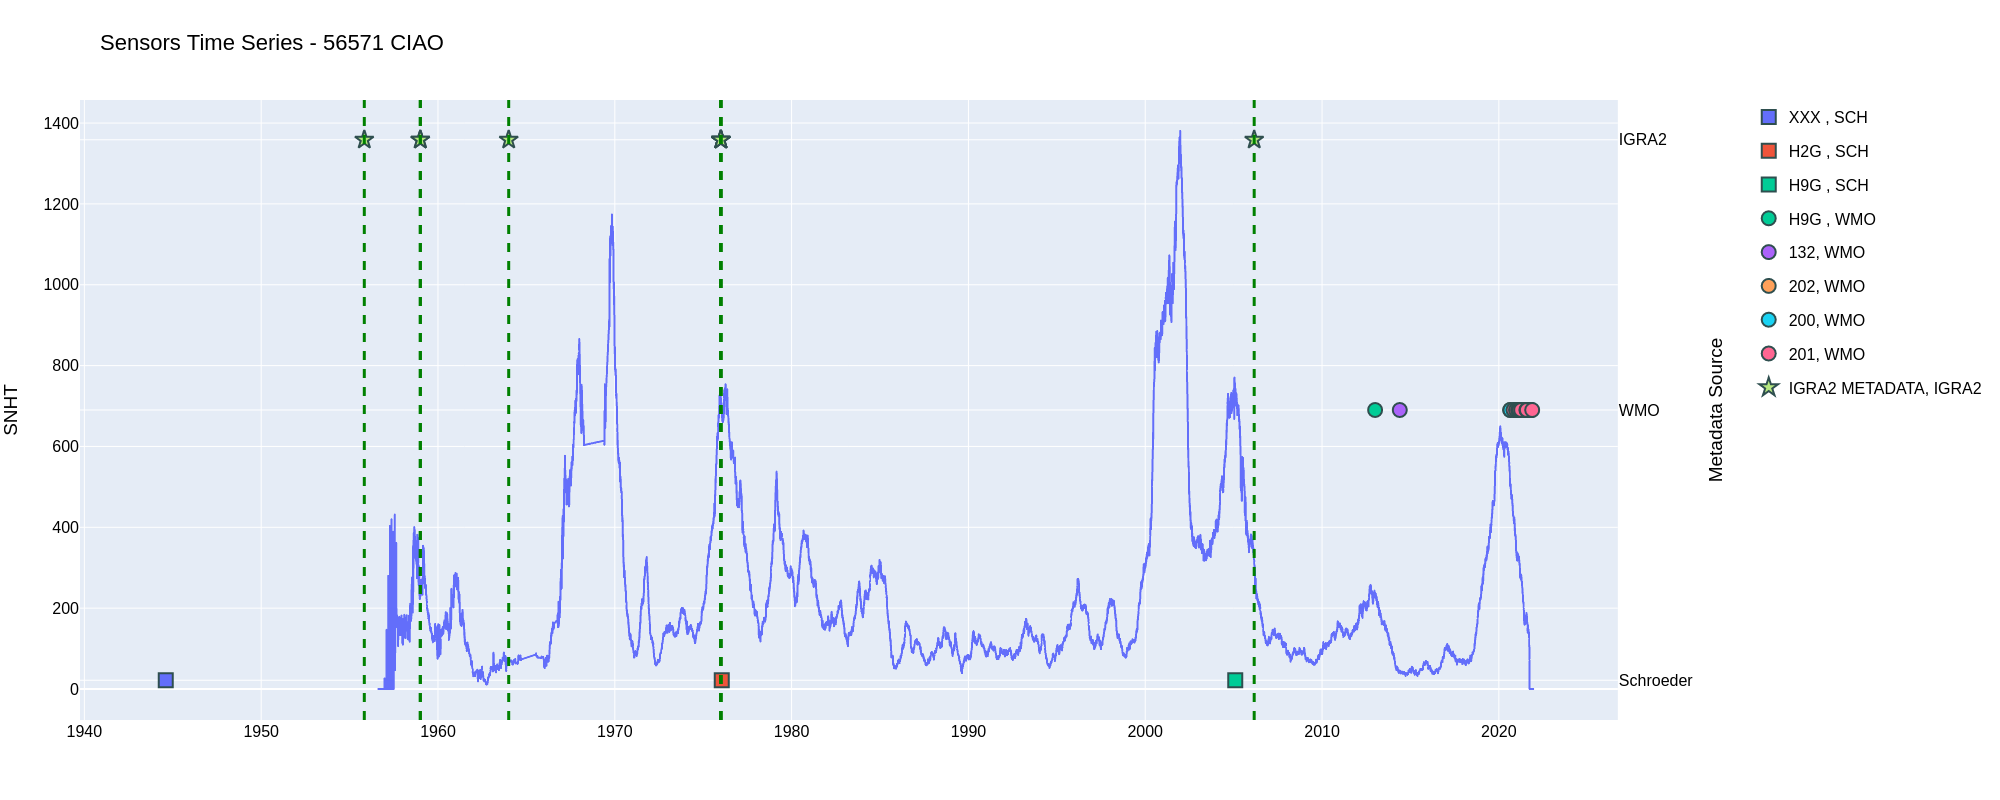 Sensors Time Series - 56571 CIAO
SNHT
1400
1200
1000
800
600
400
200
0
1940
1950
1960
1970
1980
1990
2000
2010
2020
IGRA2
WMO
Schroeder
Metadata Source
XXX , SCH
H2G , SCH
H9G , SCH
H9G , WMO
132, WMO
202, WMO
200, WMO
201, WMO
IGRA2 METADATA, IGRA2